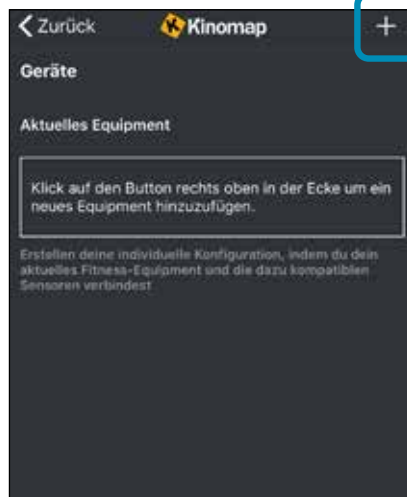 Zurück Kinomap +
Geräte
Aktuelles Equipment
Klick auf den Button rechts oben in der Ecke um ein
neues Equipment hinzuzufügen.
Erstellen deine individuelle Konfiguration, indem du dein
aktuelles Fitness-Equipment und die dazu kompatiblen
Sensoren verbindest